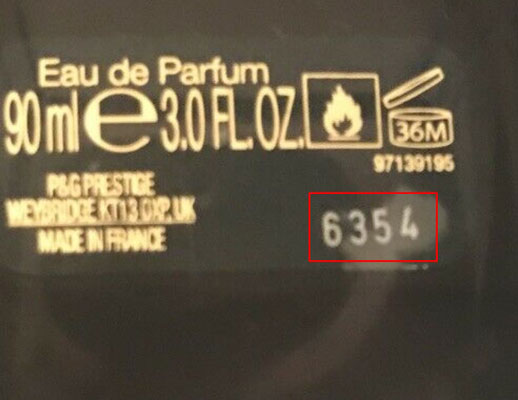 Eau de Parfum
90 ml e 3.0 FL. OZ.
36M
97139195
P&G PRESTIGE
WEYBRIDGE, KT13 0XP, UK
MADE IN FRANCE
6354